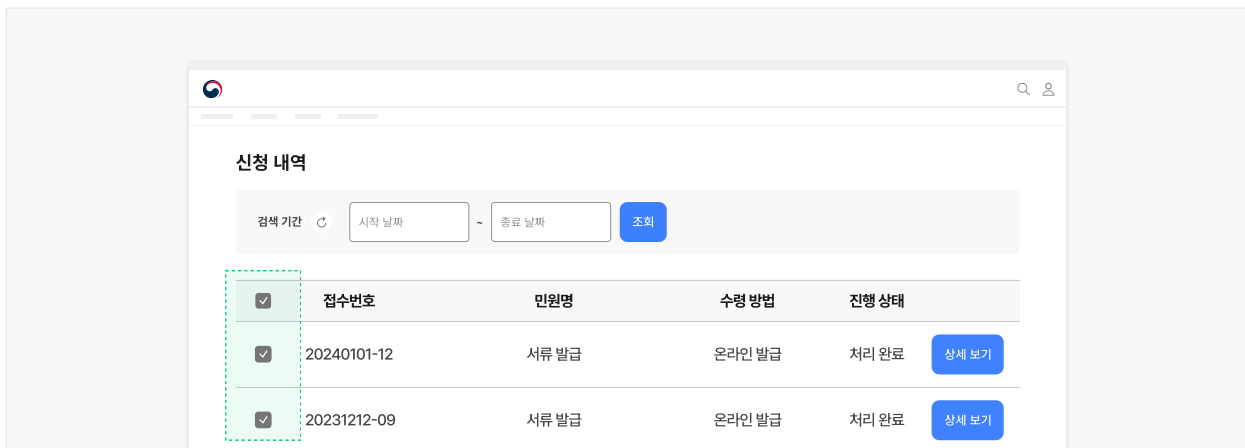 신청 내역
검색 기간 시작 날짜 ~ 종료 날짜 조회
접수번호 민원명 수령 방법 진행 상태
20240101-12 서류 발급 온라인 발급 처리 완료 상세 보기
20231212-09 서류 발급 온라인 발급 처리 완료 상세 보기